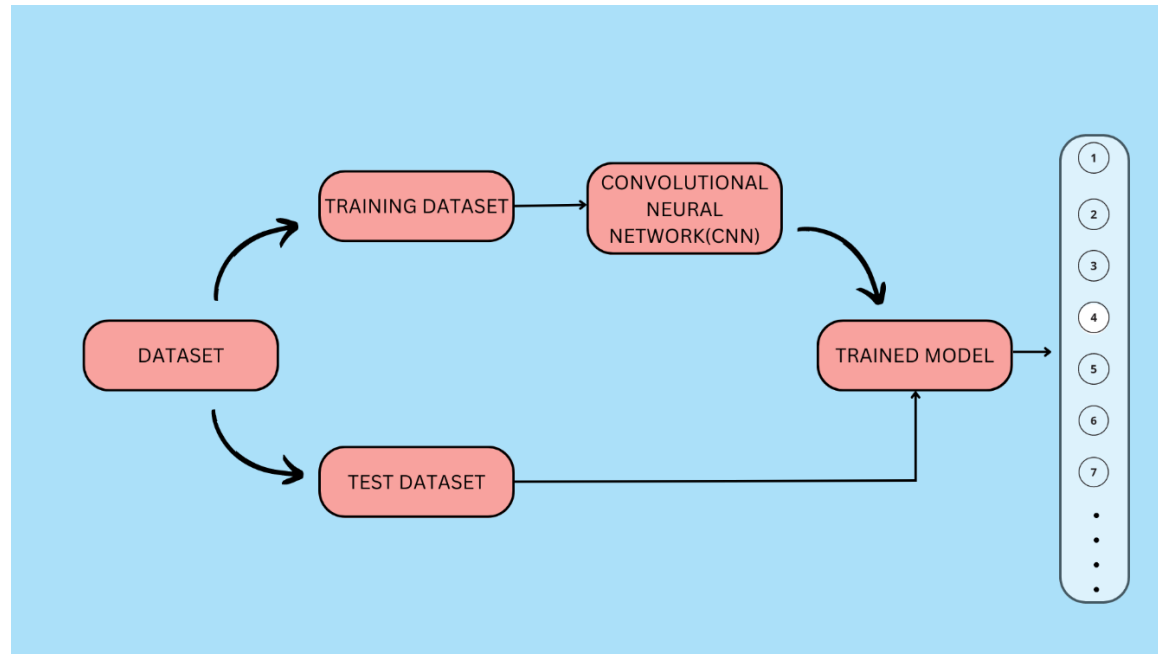 TRAINING DATASET
CONVOLUTIONAL
NEURAL
NETWORK(CNN)
DATASET
TRAINED MODEL
TEST DATASET
1
2
3
4
5
6
7